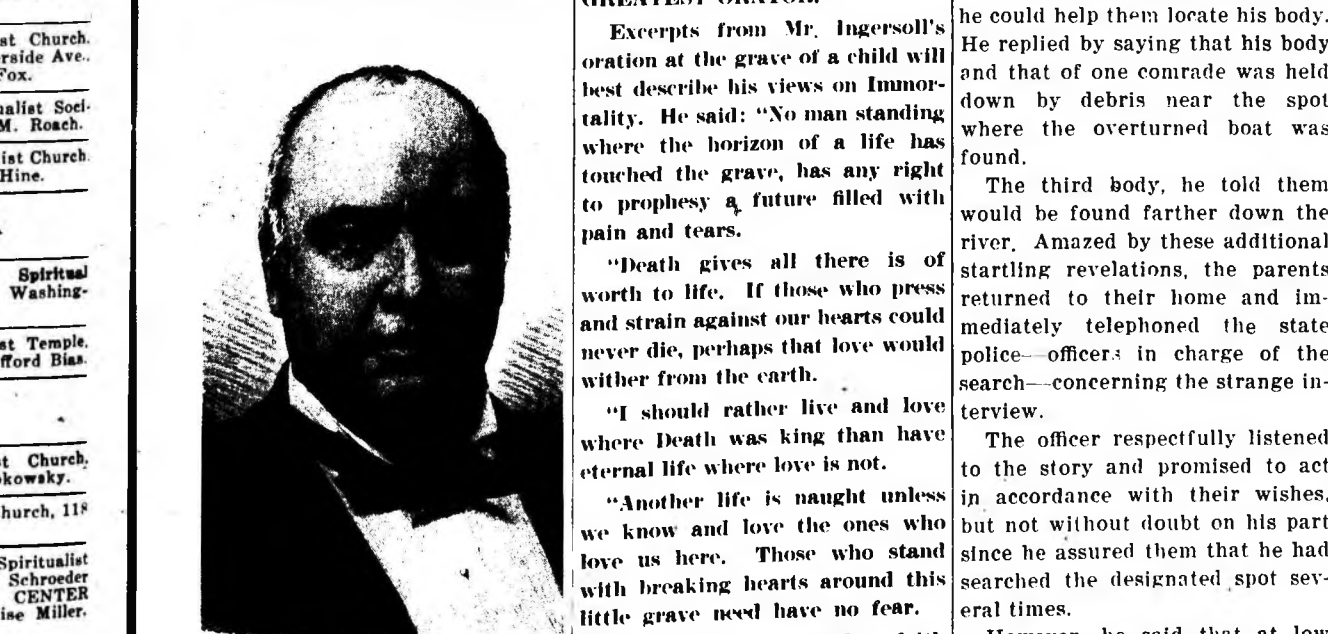 st Church.
rside Ave.,
Fox.
nalist Soci-
M. Roach.
ist Church.
Hine.
Spiritual
Washing-
st Temple,
fford Bias.
t Church,
okowsky.
hurch, 118
Spiritualist
Schroeder
CENTER
ise Miller.
GREATEST ORATOR.
Excerpts from Mr. Ingersoll's
oration at the grave of a child will
best describe his views on Immor-
tality. He said: "No man standing
where the horizon of a life has
touched the grave, has any right
to prophesy a future filled with
pain and tears.
"Death gives all there is of
worth to life. If those who press
and strain against our hearts could
never die, perhaps that love would
wither from the earth.
"I should rather live and love
where Death was king than have
eternal life where love is not.
"Another life is naught unless
we know and love the ones who
love us here. Those who stand
with breaking hearts around this
little grave need have no fear.
he could help them locate his body.
He replied by saying that his body
and that of one comrade was held
down by debris near the spot
where the overturned boat was
found.
The third body, he told them
would be found farther down the
river. Amazed by these additional
startling revelations, the parents
returned to their home and im-
mediately telephoned the state
police—officers in charge of the
search—concerning the strange in-
terview.
The officer respectfully listened
to the story and promised to act
in accordance with their wishes,
but not without doubt on his part
since he assured them that he had
searched the designated spot sev-
eral times.
However, he said that at low